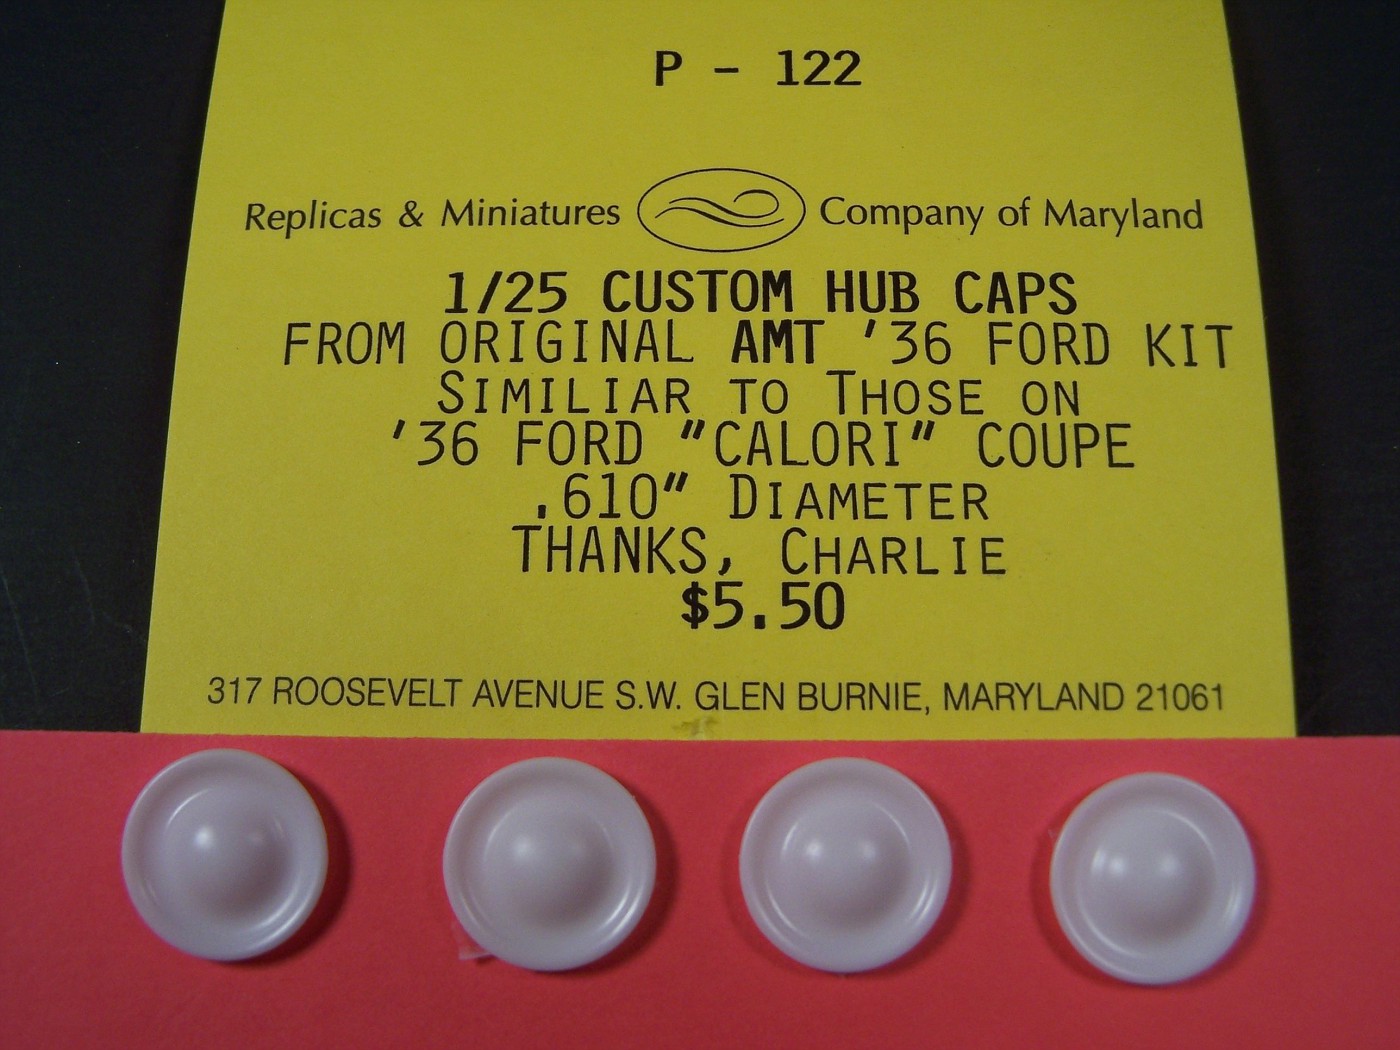 P - 122
Replicas & Miniatures Company of Maryland
1/25 CUSTOM HUB CAPS
FROM ORIGINAL AMT '36 FORD KIT
SIMILIAR TO THOSE ON
'36 FORD "CALORI" COUPE
.610" DIAMETER
THANKS, CHARLIE
$5.50
317 ROOSEVELT AVENUE S.W. GLEN BURNIE, MARYLAND 21061